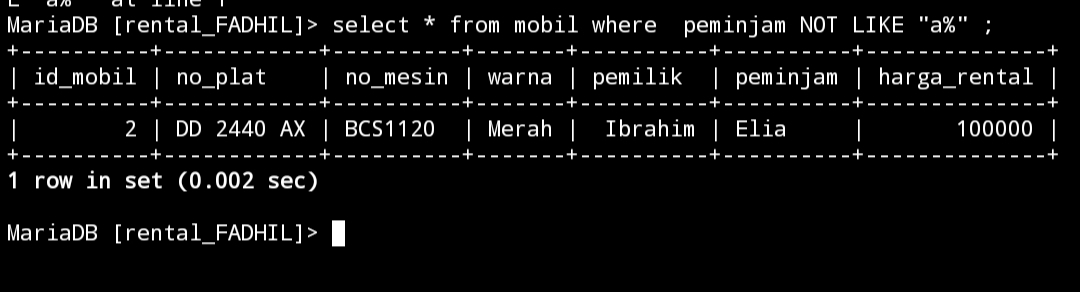 MariaDB [rental_FADHIL]> select * from mobil where  peminjam NOT LIKE "a%" ;
+----------+------------+----------+-------+----------+----------+--------------+
| id_mobil | no_plat    | no_mesin | warna | pemilik  | peminjam | harga_rental |
+----------+------------+----------+-------+----------+----------+--------------+
|        2 | DD 2440 AX | BCS1120  | Merah |  Ibrahim | Elia     |       100000 |
+----------+------------+----------+-------+----------+----------+--------------+
1 row in set (0.002 sec)
MariaDB [rental_FADHIL]>